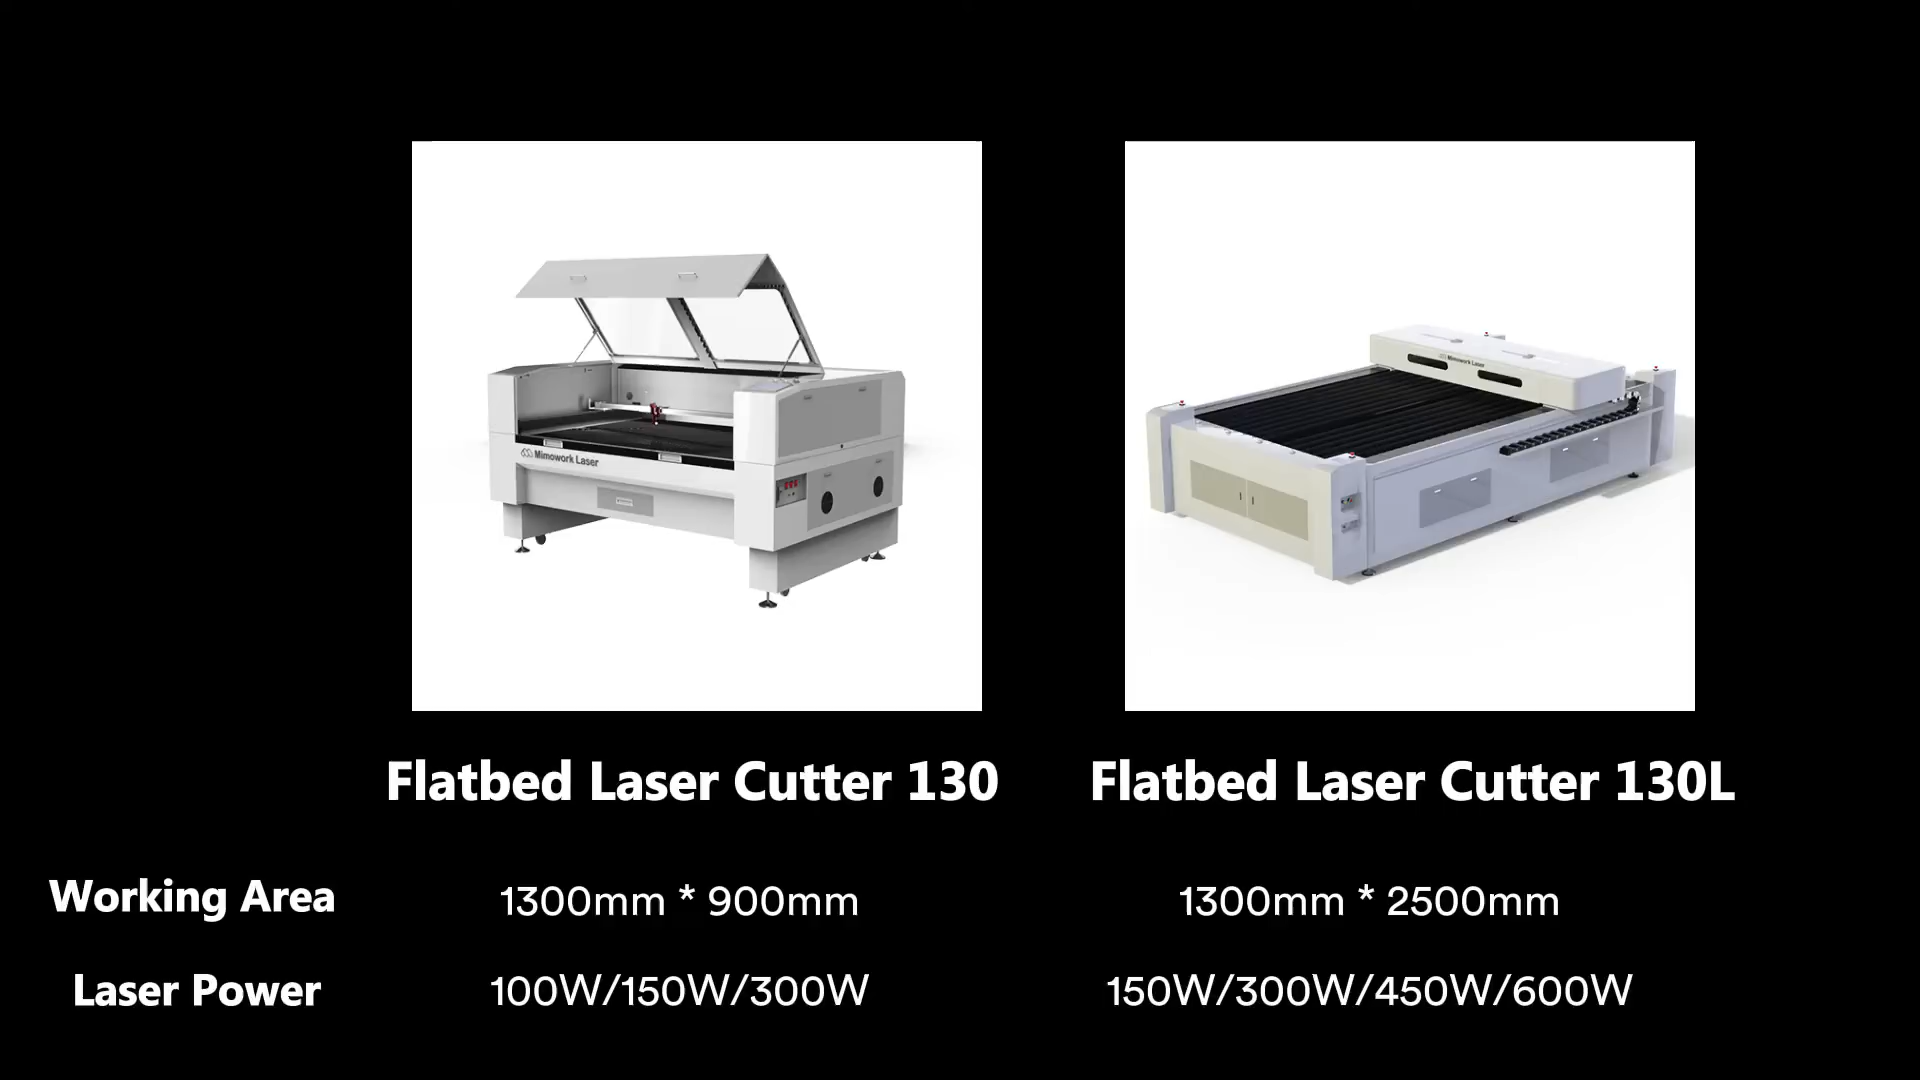 Mimowork Laser
Mimowork Laser
Flatbed Laser Cutter 130
Flatbed Laser Cutter 130L
Working Area
1300mm * 900mm
1300mm * 2500mm
Laser Power
100W/150W/300W
150W/300W/450W/600W